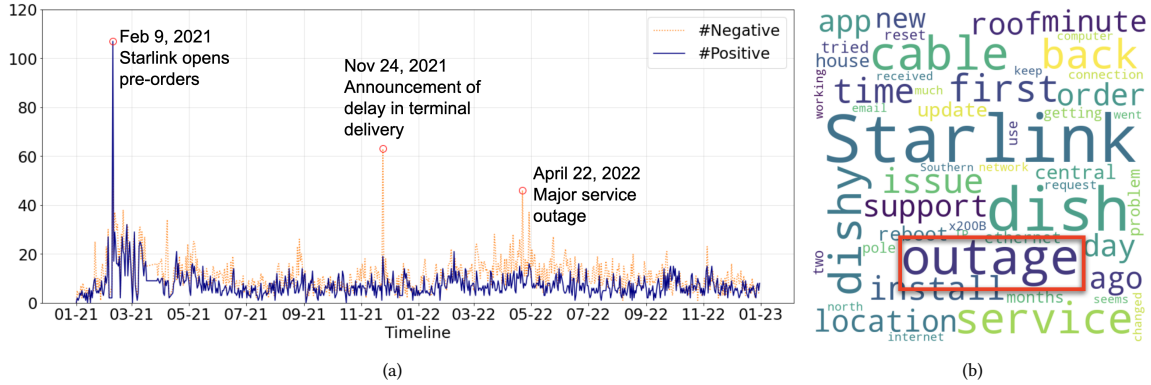 120
100
80
60
40
20
0
#Negative
#Positive
Feb 9, 2021
Starlink opens
pre-orders
Nov 24, 2021
Announcement of
delay in terminal
delivery
April 22, 2022
Major service
outage
01-21 03-21 05-21 07-21 09-21 11-21 01-22 03-22 05-22 07-22 09-22 11-22 01-23
Timeline
(a)
app new roof minute
reset computer
tried cable back
house
received keep connection
working time much first order
email update getting went
Starlink
use
Southern network
dishy issue central
request
support dish problem
reboot x200B
ethernet
pole day
two outage ago
install months seems
north changed
location service
internet
(b)